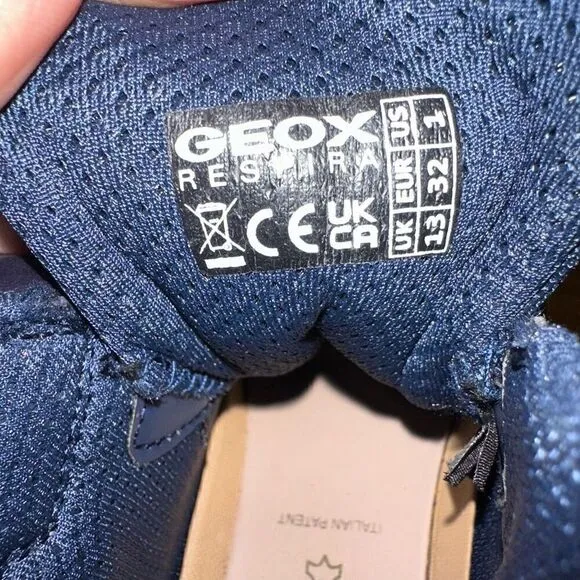 GEOX
RESPIRA
CE UK
CA
US 1
EUR 32
UK 13
ITALIAN PATENT